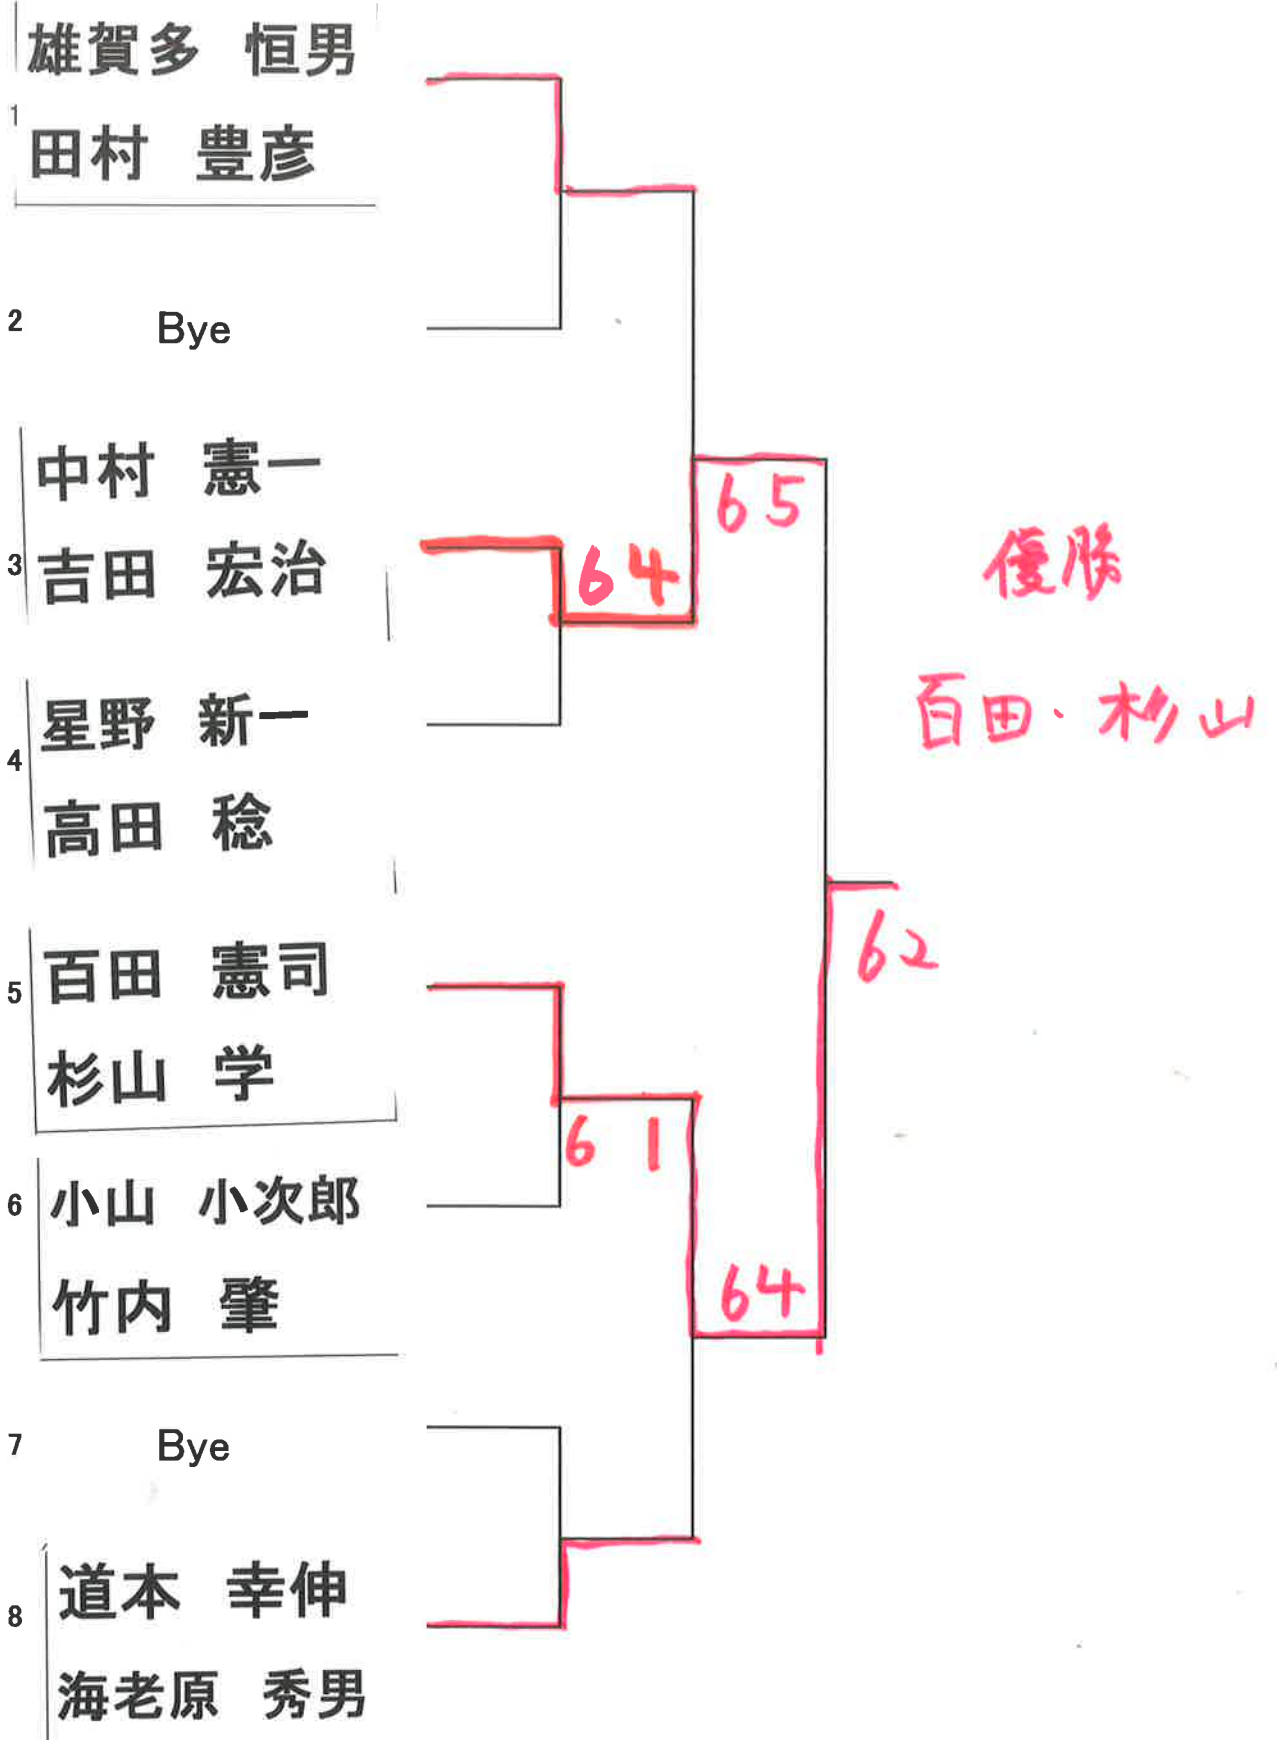 雄賀多 恒男
1
田村 豊彦
2 Bye
中村 憲一
3 吉田 宏治
64
65
優勝
星野 新一
百田・杉山
4
高田 稔
62
百田 憲司
5
杉山 学
61
6 小山 小次郎
竹内 肇
64
7 Bye
道本 幸伸
8
海老原 秀男